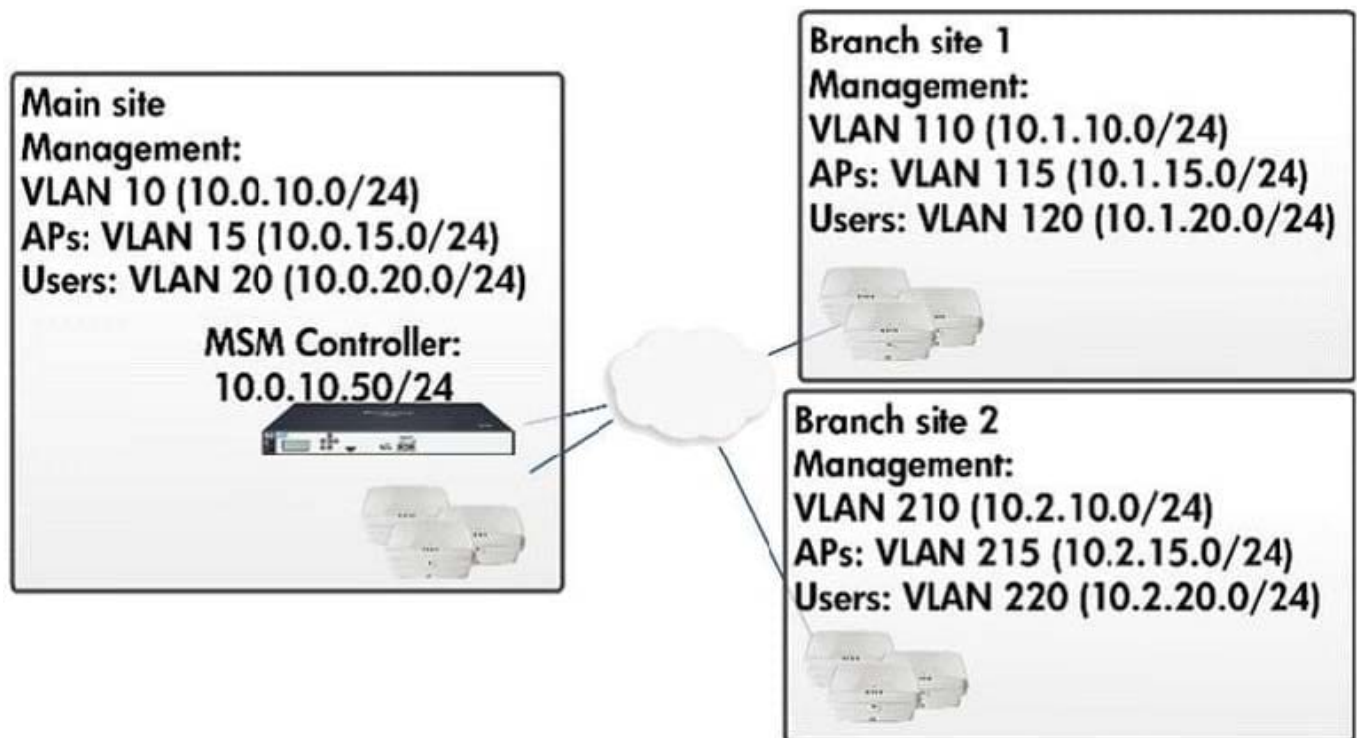 Main site
Management:
VLAN 10 (10.0.10.0/24)
APs: VLAN 15 (10.0.15.0/24)
Users: VLAN 20 (10.0.20.0/24)
MSM Controller:
10.0.10.50/24
Branch site 1
Management:
VLAN 110 (10.1.10.0/24)
APs: VLAN 115 (10.1.15.0/24)
Users: VLAN 120 (10.1.20.0/24)
Branch site 2
Management:
VLAN 210 (10.2.10.0/24)
APs: VLAN 215 (10.2.15.0/24)
Users: VLAN 220 (10.2.20.0/24)